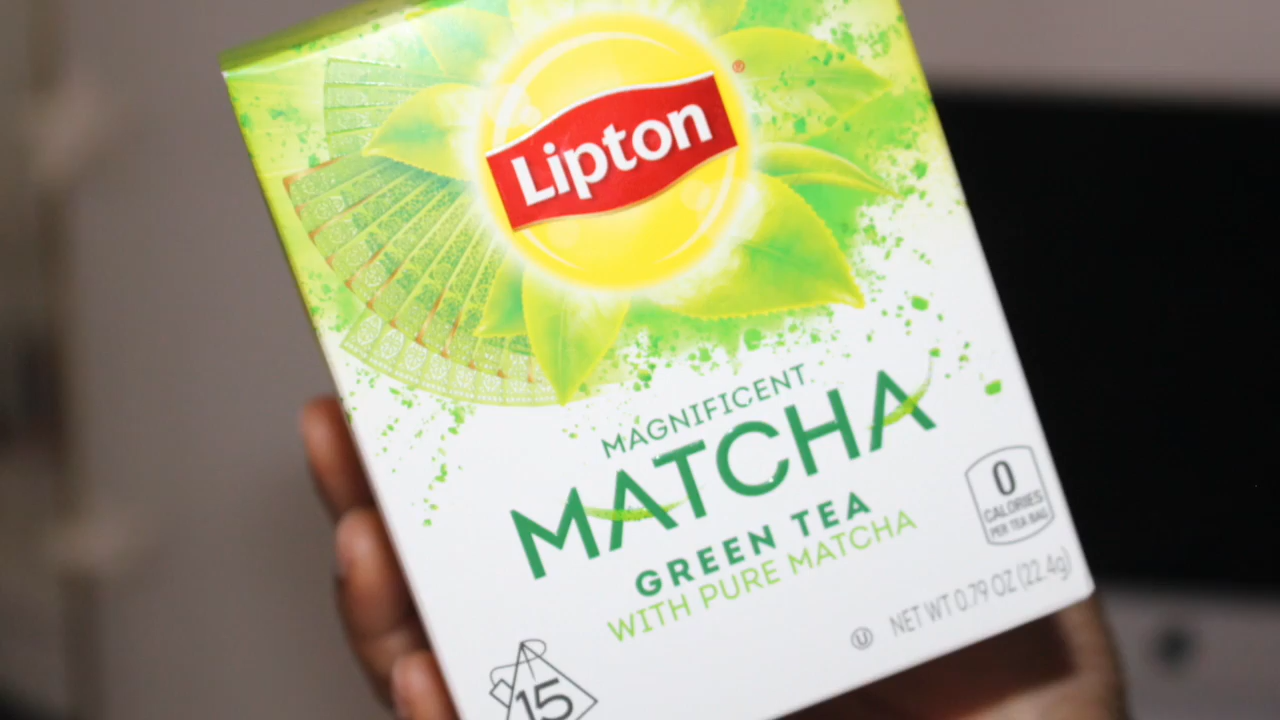 Lipton
®
MAGNIFICENT
MATCHA
GREEN TEA
WITH PURE MATCHA
0
CALORIES
PER TEA BAG
U
NET WT 0.79 OZ (22.4g)
15